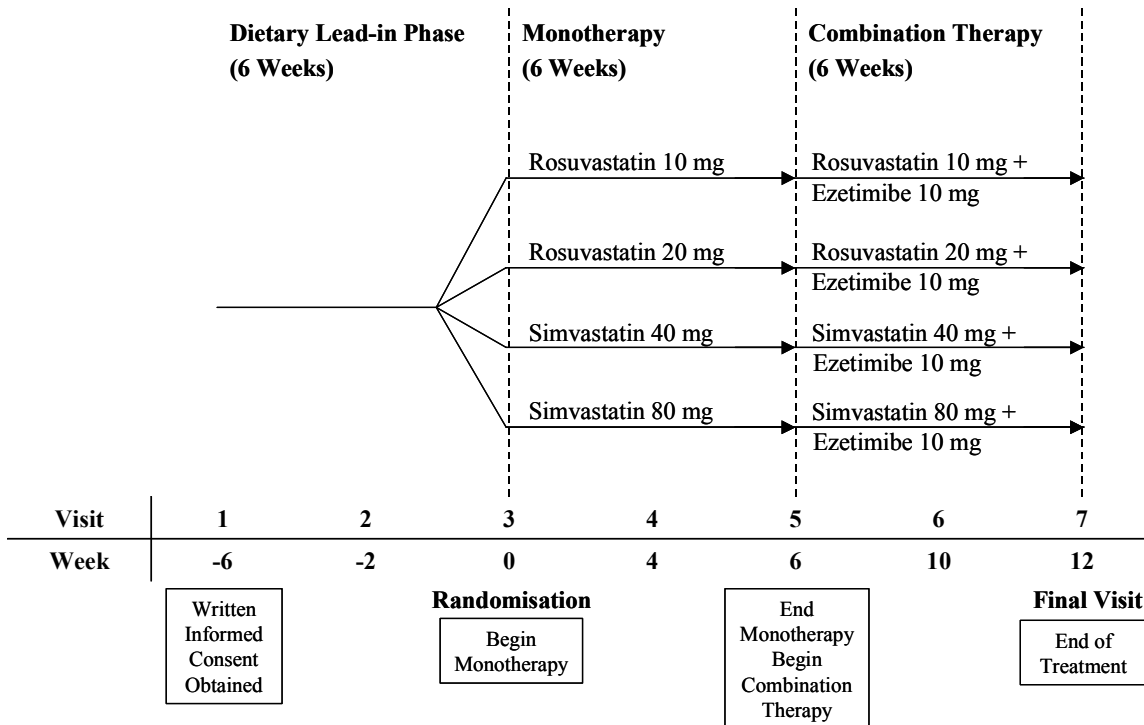 Dietary Lead-in Phase
(6 Weeks)
Monotherapy
(6 Weeks)
Combination Therapy
(6 Weeks)
Rosuvastatin 10 mg
Rosuvastatin 10 mg +
Ezetimibe 10 mg
Rosuvastatin 20 mg
Rosuvastatin 20 mg +
Ezetimibe 10 mg
Simvastatin 40 mg
Simvastatin 40 mg +
Ezetimibe 10 mg
Simvastatin 80 mg
Simvastatin 80 mg +
Ezetimibe 10 mg
Visit 1 2 3 4 5 6 7
Week -6 -2 0 4 6 10 12
Written
Informed
Consent
Obtained
Randomisation
Begin
Monotherapy
End
Monotherapy
Begin
Combination
Therapy
Final Visit
End of
Treatment